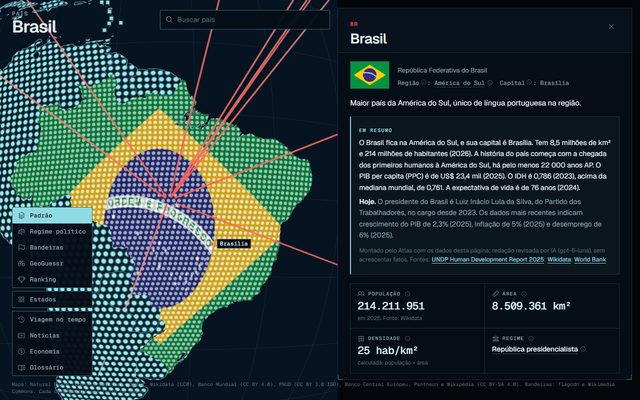 PAÍS
Brasil
Buscar país
ORDEM E PROGRESSO
Brasília
Padrão
Regime político
Bandeiras
GeoGuessr
Ranking
Estados
Viagem no tempo
Notícias
Economia
Glossário
BR
Brasil
República Federativa do Brasil
Região: América do Sul Capital: Brasília
Maior país da América do Sul, único de língua portuguesa na região.
EM RESUMO
O Brasil fica na América do Sul, e sua capital é Brasília. Tem 8,5 milhões de km²
e 214 milhões de habitantes (2026). A história do país começa com a chegada
dos primeiros humanos à América do Sul, há pelo menos 22 000 anos AP. O
PIB per capita (PPC) é de US$ 23,4 mil (2025). O IDH é 0,786 (2023), acima da
mediana mundial, de 0,761. A expectativa de vida é de 76 anos (2024).
Hoje. O presidente do Brasil é Luiz Inácio Lula da Silva, do Partido dos
Trabalhadores, no cargo desde 2023. Os dados mais recentes indicam
crescimento do PIB de 2,3% (2025), inflação de 5% (2025) e desemprego de
6% (2025).
Montado pelo Atlas com os dados desta página; redação revisada por IA (gpt-6-luna), sem
acrescentar fatos. Fontes: UNDP Human Development Report 2025, Wikidata, World Bank.
POPULAÇÃO
214.211.951
em 2026. Fonte: Wikidata
ÁREA
8.509.361 km²
DENSIDADE
25 hab/km²
calculada: população ÷ área
REGIME
República presidencialista
Mapa: Natural Wikidata (CC0), Banco Mundial (CC BY 4.0), PNUD (CC BY 3.0 IGO), Banco Central Europeu, Pantheon e Wikipédia (CC BY-SA 4.0). Bandeiras: flagcdn e Wikimedia
Commons.